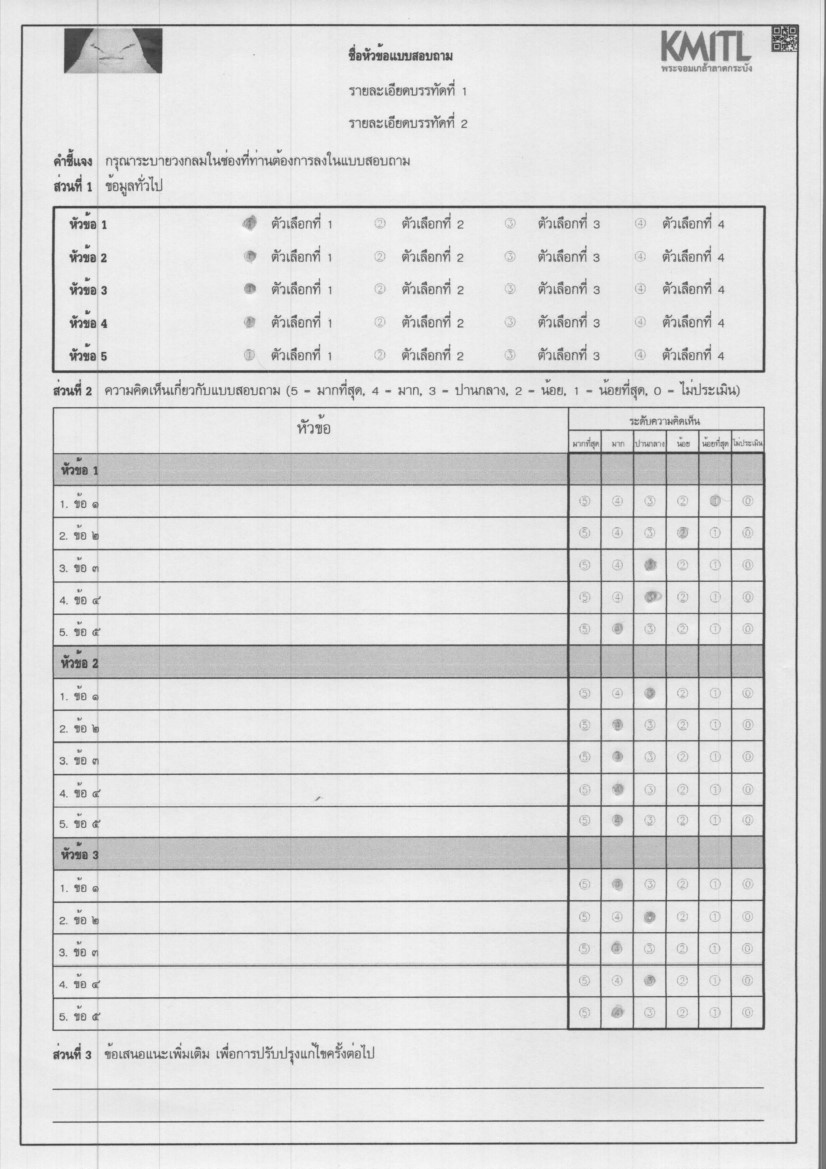 KMITL
พระจอมเกล้าลาดกระบัง
ชื่อหัวข้อแบบสอบถาม
รายละเอียดบรรทัดที่ 1
รายละเอียดบรรทัดที่ 2
คำชี้แจง กรุณาระบายวงกลมในช่องที่ท่านต้องการลงในแบบสอบถาม
ส่วนที่ 1 ข้อมูลทั่วไป
หัวข้อ 1 ตัวเลือกที่ 1 ② ตัวเลือกที่ 2 ③ ตัวเลือกที่ 3 ④ ตัวเลือกที่ 4
หัวข้อ 2 ตัวเลือกที่ 1 ② ตัวเลือกที่ 2 ③ ตัวเลือกที่ 3 ④ ตัวเลือกที่ 4
หัวข้อ 3 ตัวเลือกที่ 1 ② ตัวเลือกที่ 2 ③ ตัวเลือกที่ 3 ④ ตัวเลือกที่ 4
หัวข้อ 4 ตัวเลือกที่ 1 ② ตัวเลือกที่ 2 ③ ตัวเลือกที่ 3 ④ ตัวเลือกที่ 4
หัวข้อ 5 ① ตัวเลือกที่ 1 ② ตัวเลือกที่ 2 ③ ตัวเลือกที่ 3 ④ ตัวเลือกที่ 4
ส่วนที่ 2 ความคิดเห็นเกี่ยวกับแบบสอบถาม (5 - มากที่สุด, 4 - มาก, 3 - ปานกลาง, 2 - น้อย, 1 - น้อยที่สุด, 0 - ไม่ประเมิน)
หัวข้อ ระดับความคิดเห็น
มากที่สุด มาก ปานกลาง น้อย น้อยที่สุด ไม่ประเมิน
หัวข้อ 1
1. ข้อ ๑ ⑤ ④ ③ ② ⓪
2. ข้อ ๒ ⑤ ④ ③ ① ⓪
3. ข้อ ๓ ⑤ ④ ② ① ⓪
4. ข้อ ๔ ⑤ ④ ② ① ⓪
5. ข้อ ๕ ⑤ ③ ② ① ⓪
หัวข้อ 2
1. ข้อ ๑ ⑤ ④ ② ① ⓪
2. ข้อ ๒ ⑤ ③ ② ① ⓪
3. ข้อ ๓ ⑤ ③ ② ① ⓪
4. ข้อ ๔ ⑤ ③ ② ① ⓪
5. ข้อ ๕ ⑤ ③ ② ① ⓪
หัวข้อ 3
1. ข้อ ๑ ⑤ ③ ② ① ⓪
2. ข้อ ๒ ⑤ ④ ② ① ⓪
3. ข้อ ๓ ⑤ ③ ② ① ⓪
4. ข้อ ๔ ⑤ ④ ② ① ⓪
5. ข้อ ๕ ⑤ ③ ② ① ⓪
ส่วนที่ 3 ข้อเสนอแนะเพิ่มเติม เพื่อการปรับปรุงแก้ไขครั้งต่อไป